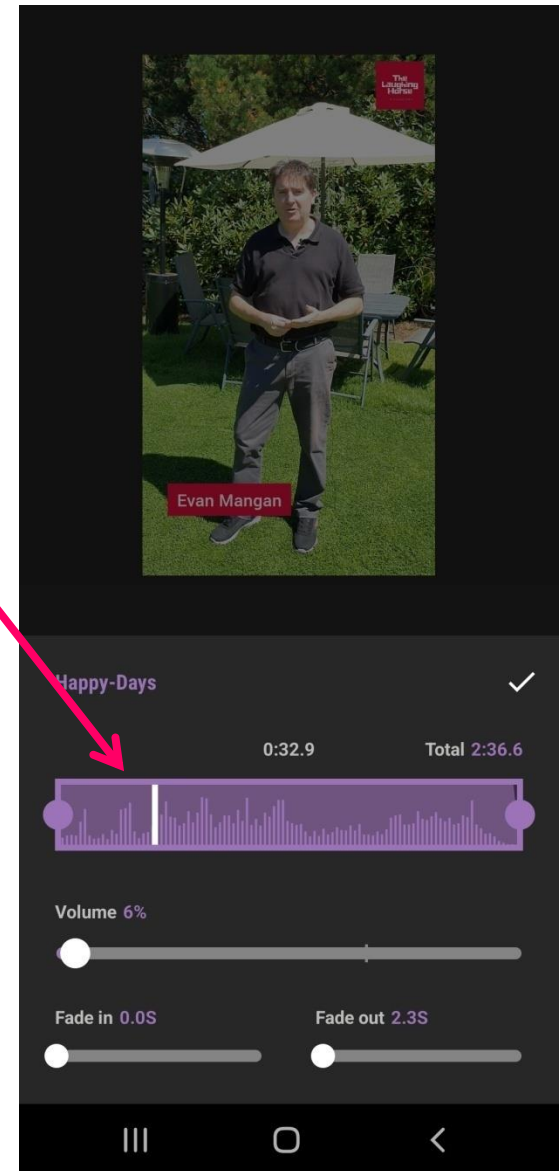 The
Laughing
Horse
Evan Mangan
Happy-Days
0:32.9
Total 2:36.6
Volume 6%
Fade in 0.0S
Fade out 2.3S